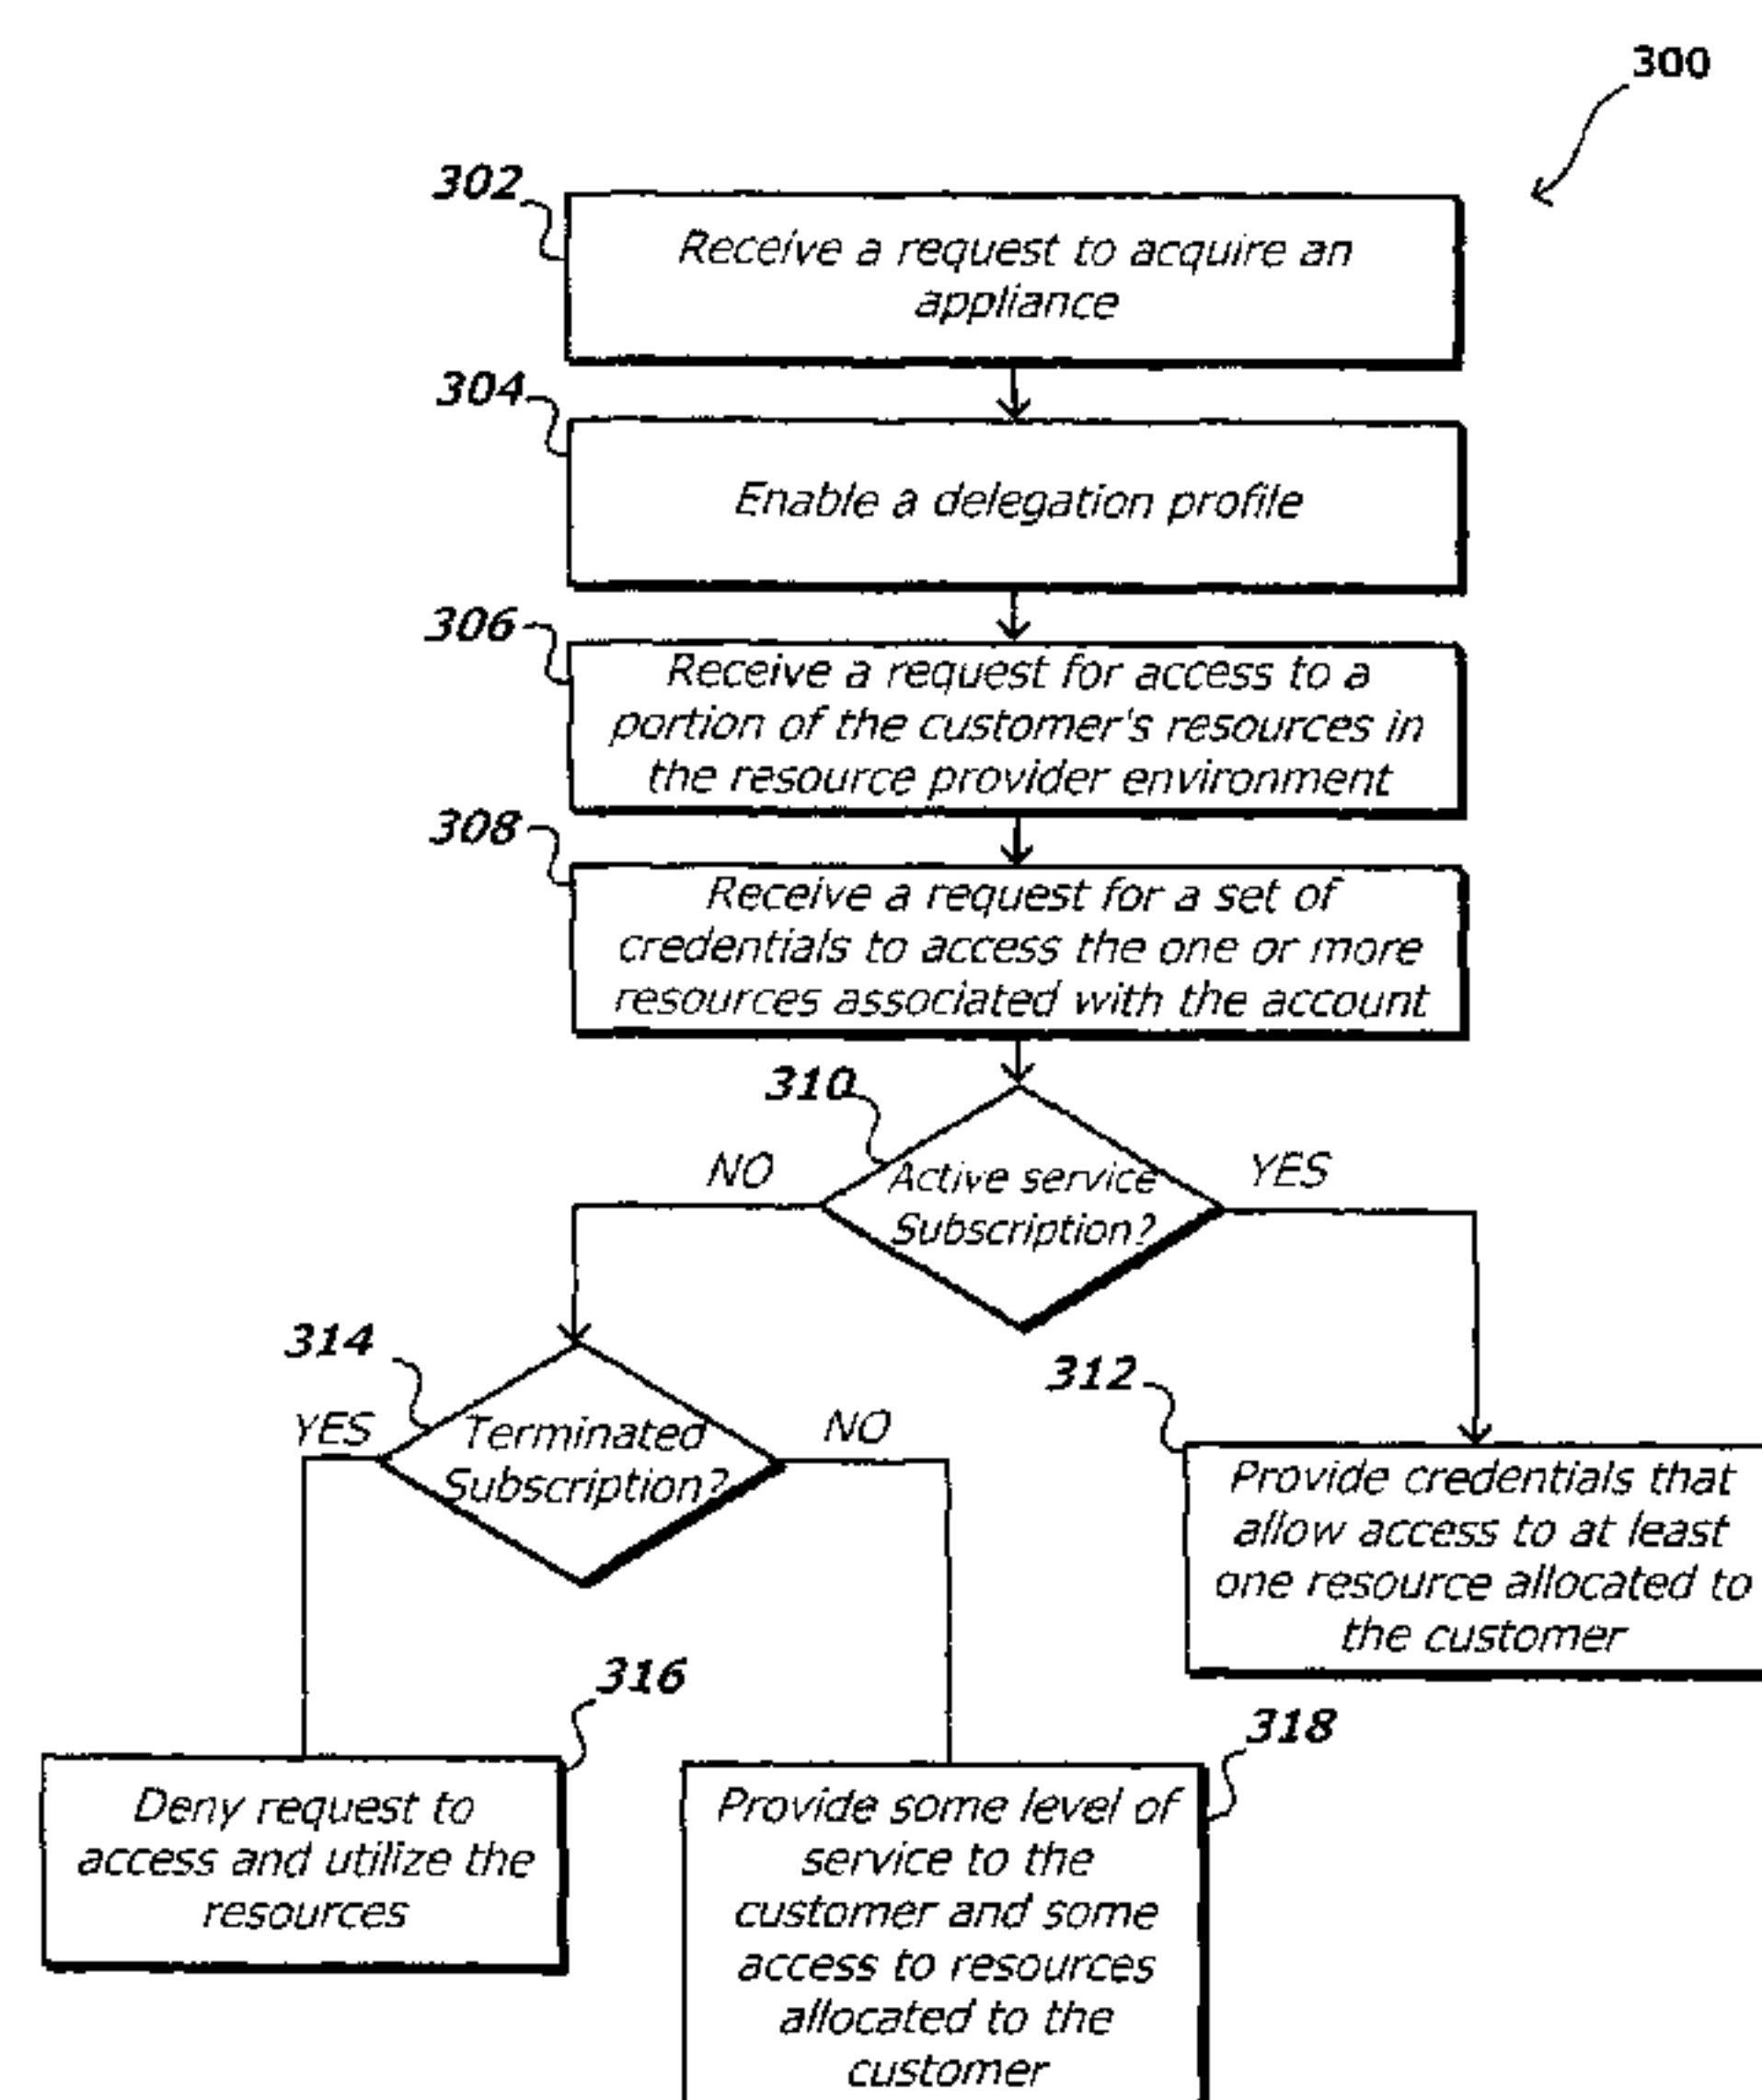 300
302
Receive a request to acquire an
appliance
304
Enable a delegation profile
306
Receive a request for access to a
portion of the customer's resources in
the resource provider environment
308
Receive a request for a set of
credentials to access the one or more
resources associated with the account
310
NO
Active service
Subscription?
YES
314
YES
Terminated
Subscription?
NO
312
Provide credentials that
allow access to at least
one resource allocated to
the customer
316
Deny request to
access and utilize the
resources
318
Provide some level of
service to the
customer and some
access to resources
allocated to the
customer